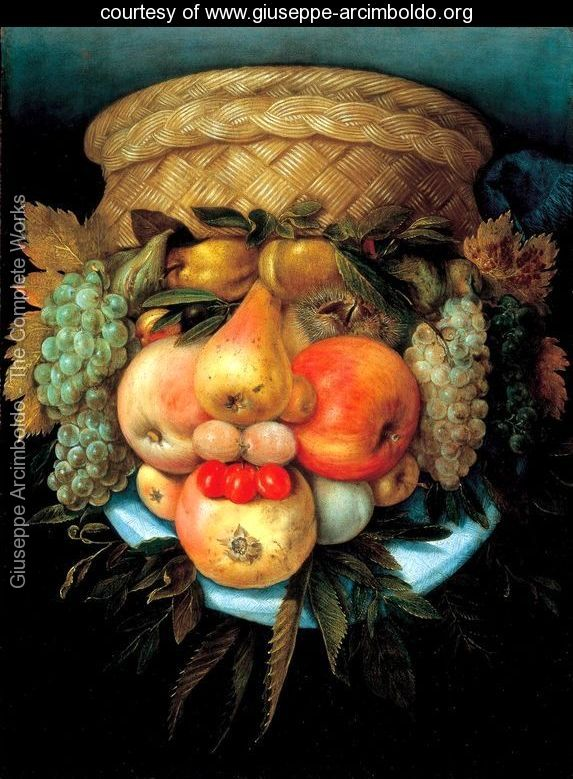 courtesy of www.giuseppe-arcimboldo.org
Giuseppe Arcimboldo - The Complete Works